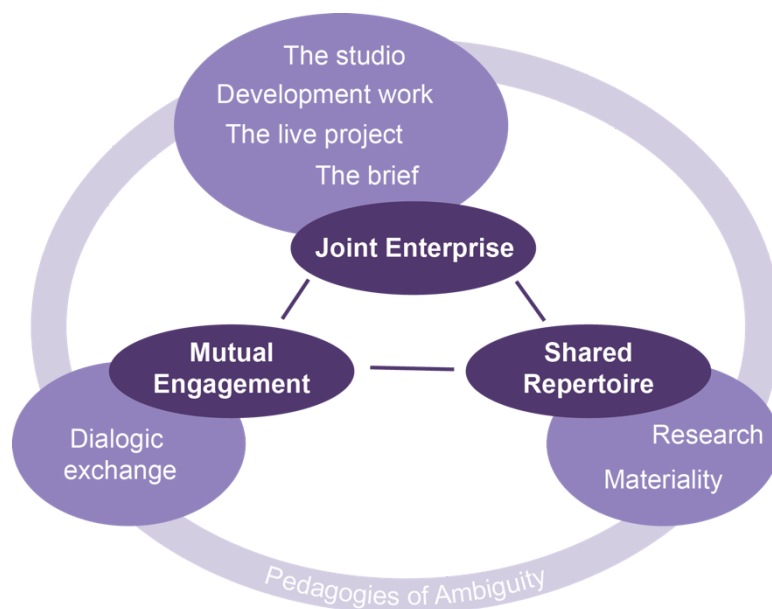 The studio
Development work
The live project
The brief
Joint Enterprise
Mutual
Engagement
Shared
Repertoire
Dialogic
exchange
Research
Materiality
Pedagogies of Ambiguity